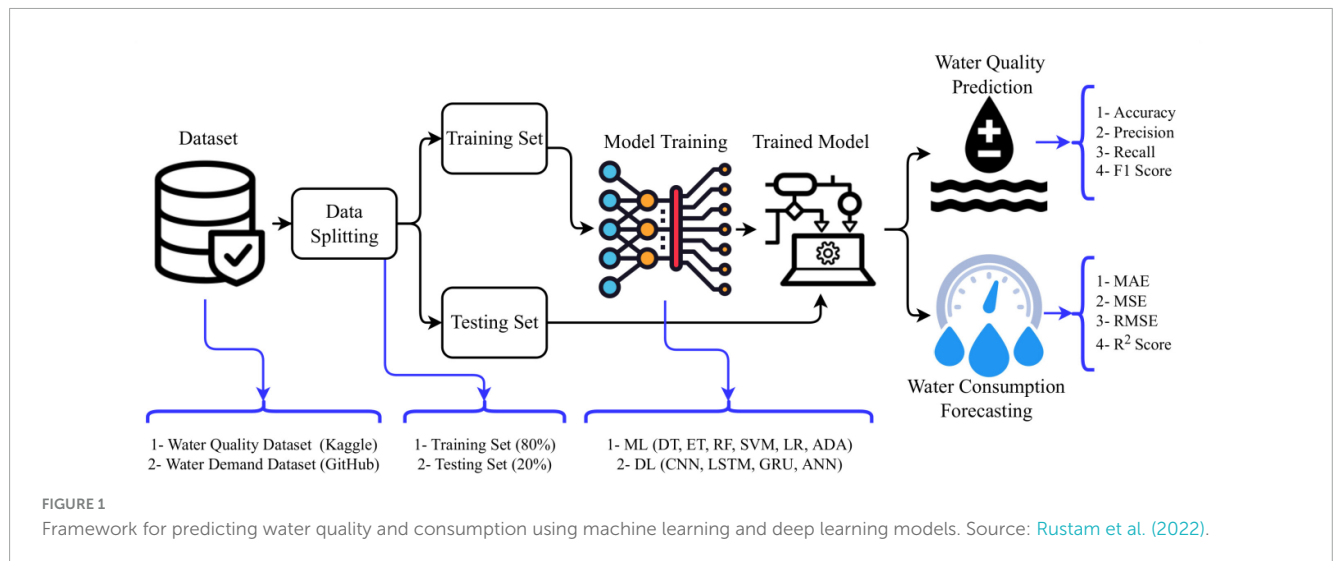 Dataset
Data
Splitting
Training Set
Testing Set
Model Training
Trained Model
Water Quality
Prediction
1- Accuracy
2- Precision
3- Recall
4- F1 Score
Water Consumption
Forecasting
1- MAE
2- MSE
3- RMSE
4- R² Score
1- Water Quality Dataset (Kaggle)
2- Water Demand Dataset (GitHub)
1- Training Set (80%)
2- Testing Set (20%)
1- ML (DT, ET, RF, SVM, LR, ADA)
2- DL (CNN, LSTM, GRU, ANN)
FIGURE 1
Framework for predicting water quality and consumption using machine learning and deep learning models. Source: Rustam et al. (2022).